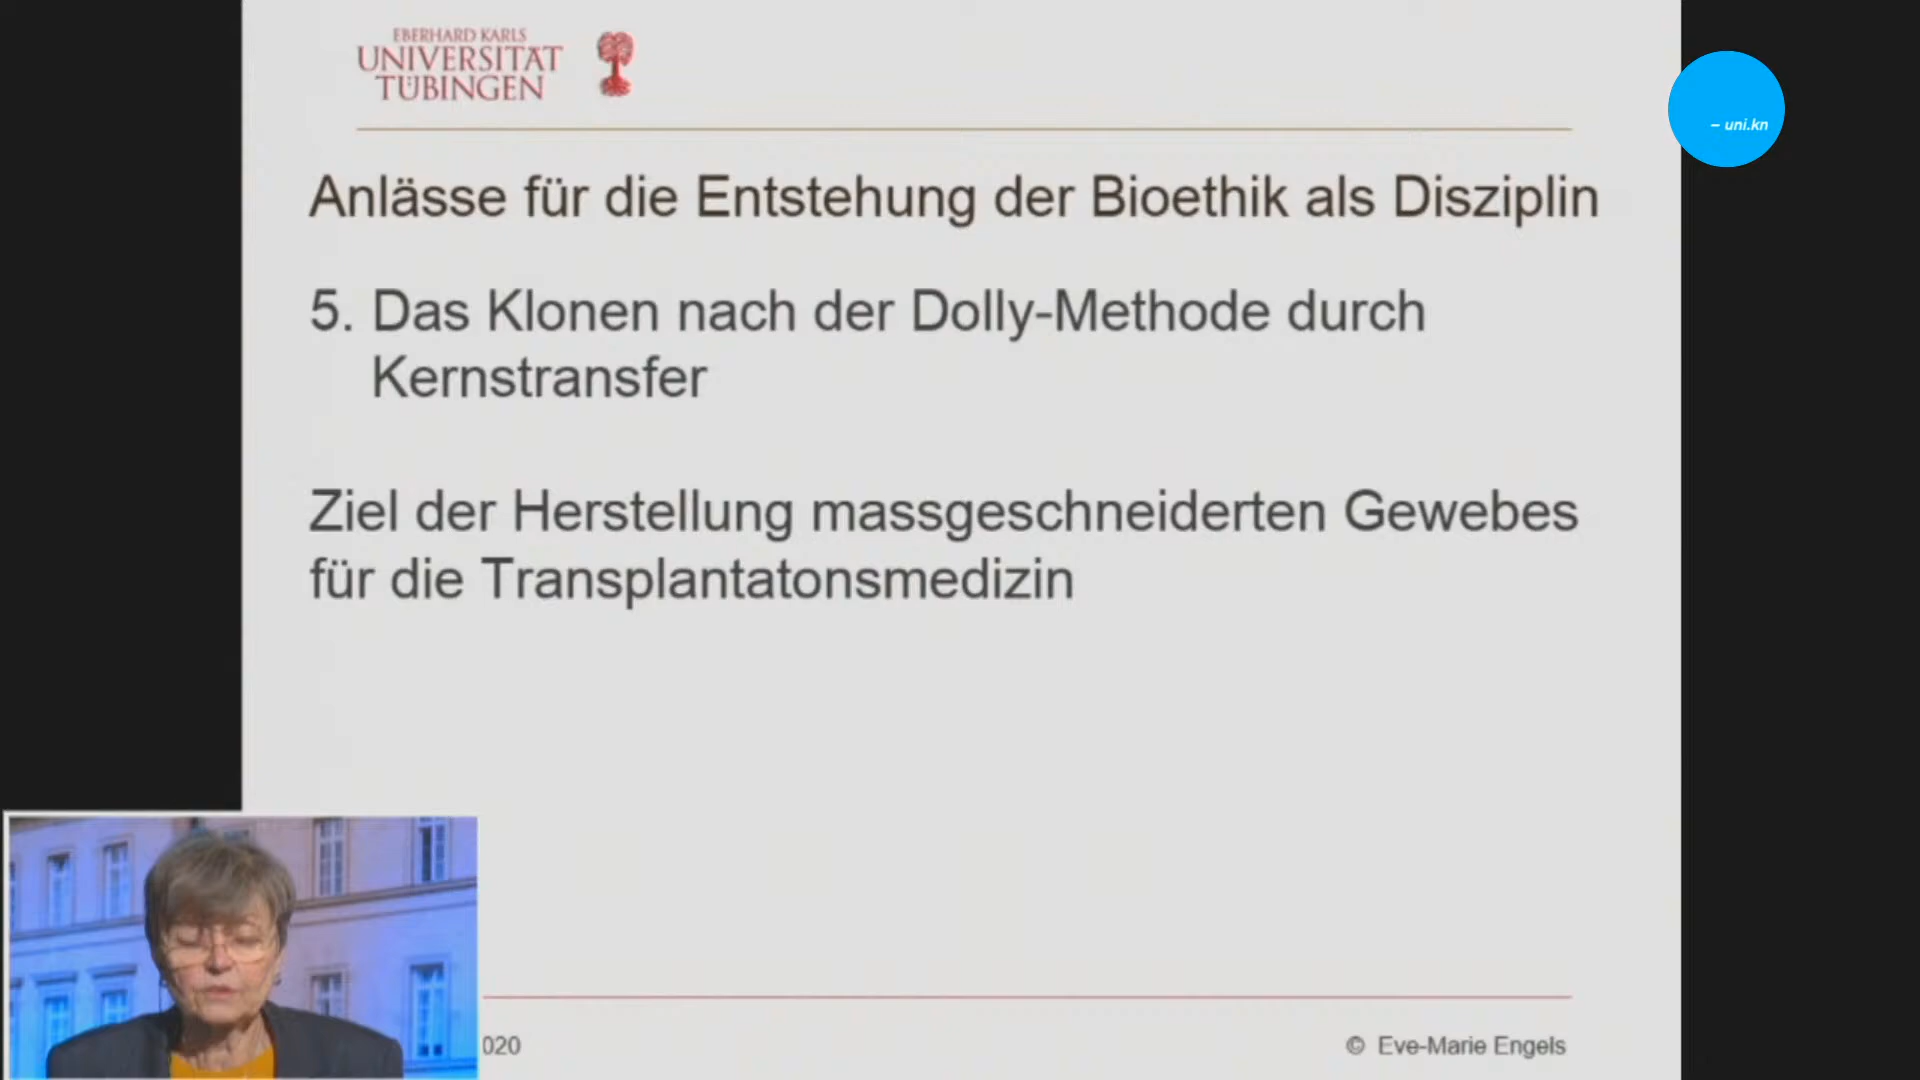 EBERHARD KARLS
UNIVERSITÄT
TÜBINGEN
– uni.kn
Anlässe für die Entstehung der Bioethik als Disziplin
5. Das Klonen nach der Dolly-Methode durch
Kernstransfer
Ziel der Herstellung massgeschneiderten Gewebes
für die Transplantatonsmedizin
020
© Eve-Marie Engels